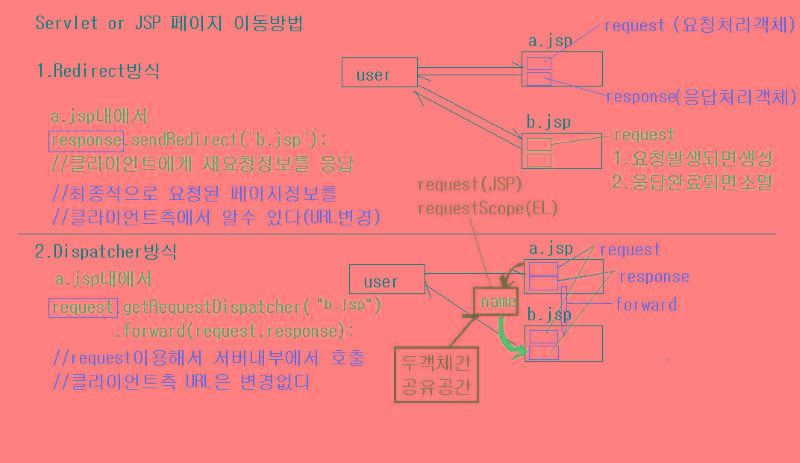 Servlet or JSP 페이지 이동방법
1.Redirect방식
a.jsp내에서
response.sendRedirect("b.jsp");
//클라이언트에게 재요청정보를 응답
//최종적으로 요청된 페이지정보를
//클라이언트측에서 알수 있다(URL변경)
user
a.jsp
request (요청처리객체)
response(응답처리객체)
b.jsp
request
1.요청발생되면생성
2.응답완료되면소멸
request(JSP)
requestScope(EL)
2.Dispatcher방식
a.jsp내에서
request.getRequestDispatcher("b.jsp")
.forward(request,response);
//request이용해서 서버내부에서 호출
//클라이언트측 URL은 변경없다
user
a.jsp
request
response
forward
name
b.jsp
두객체간
공유공간